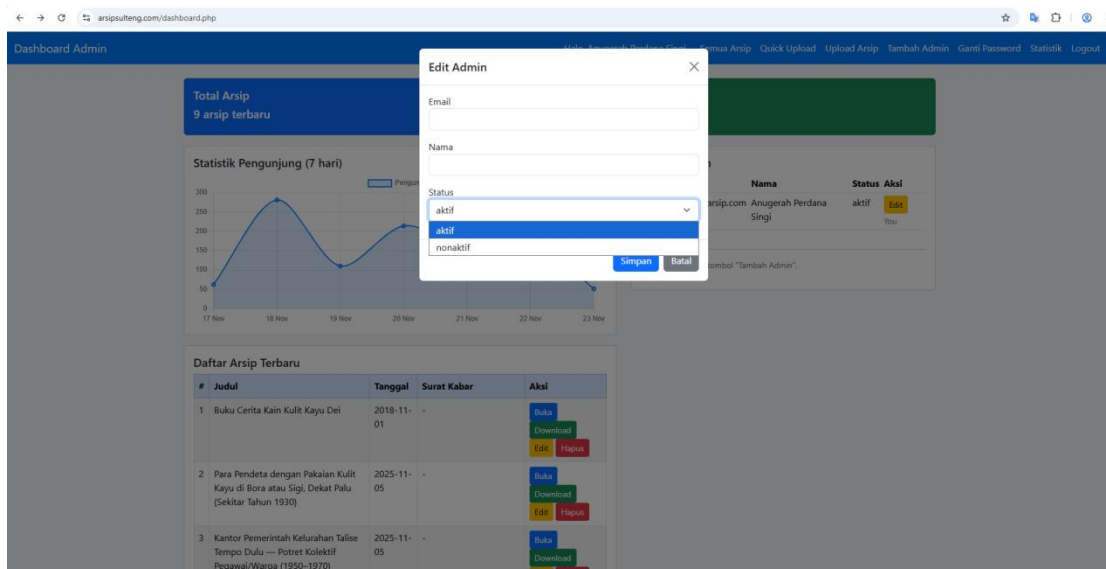 arsipsulteng.com/dashboard.php
Dashboard Admin
Halo, Anugerah Perdana Singi Semua Arsip Quick Upload Upload Arsip Tambah Admin Ganti Password Statistik Logout
Edit Admin
Email
Nama
Status
aktif
aktif
nonaktif
Simpan Batal
Total Arsip
9 arsip terbaru
Statistik Pengunjung (7 hari)
300
250
200
150
100
50
0
17 Nov 18 Nov 19 Nov 20 Nov 21 Nov 22 Nov 23 Nov
Nama Status Aksi
arsip.com Anugerah Perdana aktif Edit
Singi You
tombol "Tambah Admin".
Daftar Arsip Terbaru
# Judul Tanggal Surat Kabar Aksi
1 Buku Cerita Kain Kulit Kayu Dei 2018-11- - Buka
01 Download
Edit Hapus
2 Para Pendeta dengan Pakaian Kulit 2025-11- - Buka
Kayu di Bora atau Sigi, Dekat Palu 05 Download
(Sekitar Tahun 1930) Edit Hapus
3 Kantor Pemerintah Kelurahan Talise 2025-11- - Buka
Tempo Dulu — Potret Kolektif 05 Download
Pegawai/Warga (1950–1970)